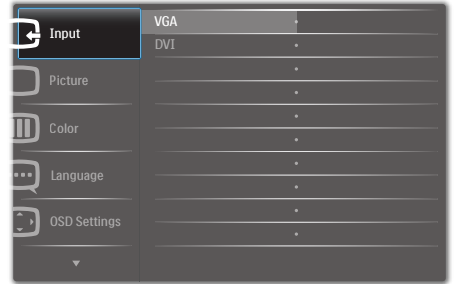 Input
VGA
DVI
Picture
Color
Language
OSD Settings